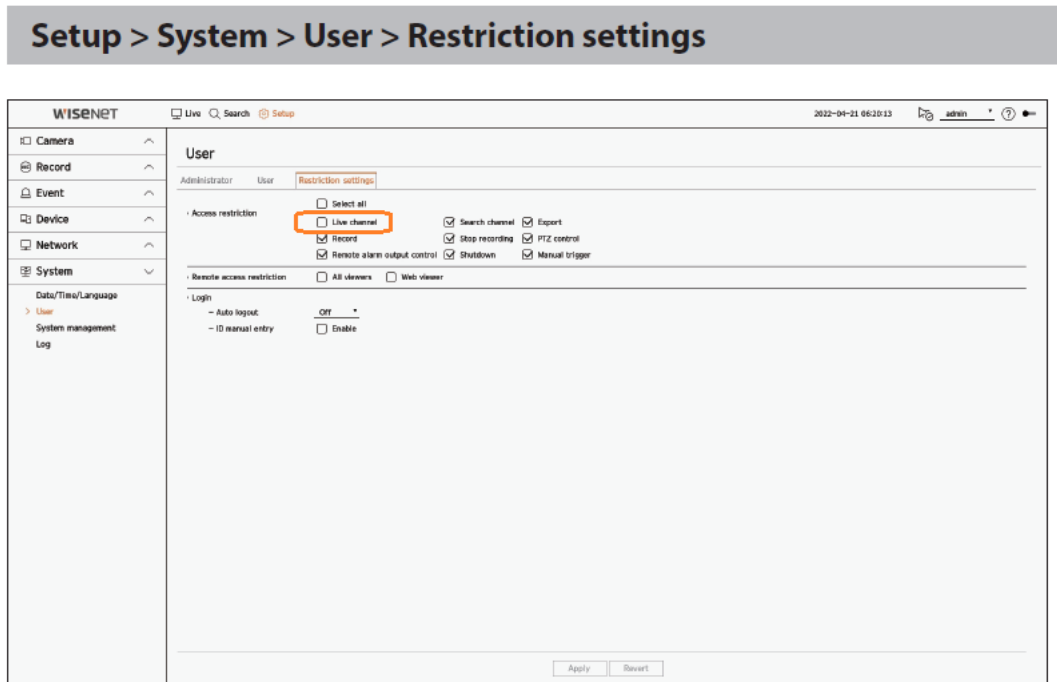 Setup > System > User > Restriction settings
WISENET Live Search Setup 2022-04-21 06:20:13 admin ?
Camera
Record
Event
Device
Network
System
Date/Time/Language
> User
System management
Log
User
Administrator User Restriction settings
Access restriction
Select all
Live channel Search channel Export
Record Stop recording PTZ control
Remote alarm output control Shutdown Manual trigger
Remote access restriction All viewers Web viewer
Login
– Auto logout Off
– ID manual entry Enable
Apply Revert